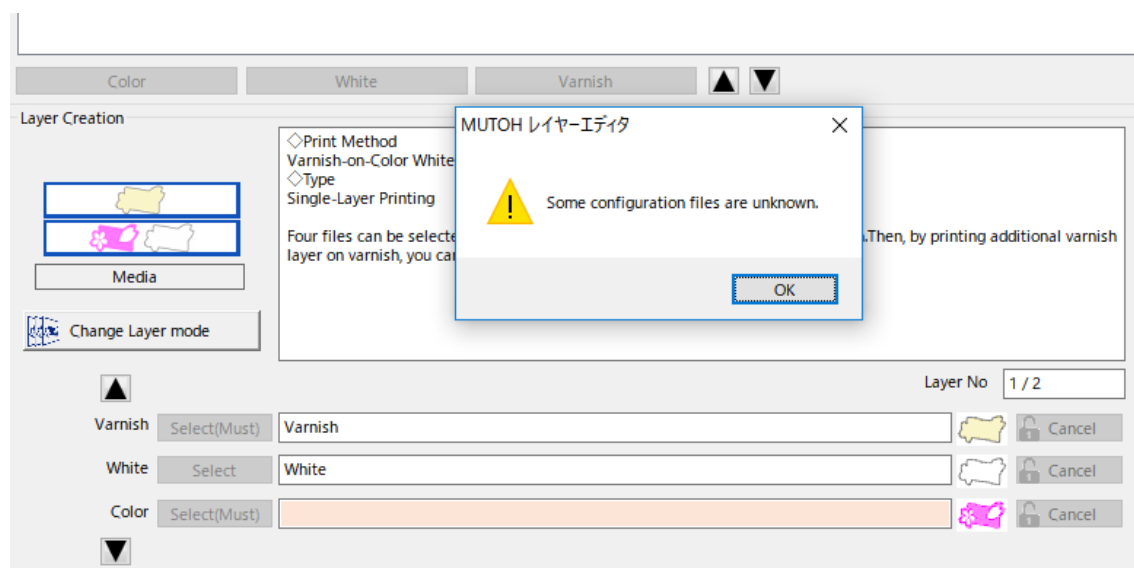 Color White Varnish
Layer Creation
MUTOH レイヤーエディタ
◇Print Method
Varnish-on-Color White
◇Type
Single-Layer Printing
Some configuration files are unknown.
Four files can be .Then, by printing additional varnish
layer on varnish, you
OK
Media
Change Layer mode
Layer No 1 / 2
Varnish Select(Must) Varnish Cancel
White Select White Cancel
Color Select(Must) Cancel